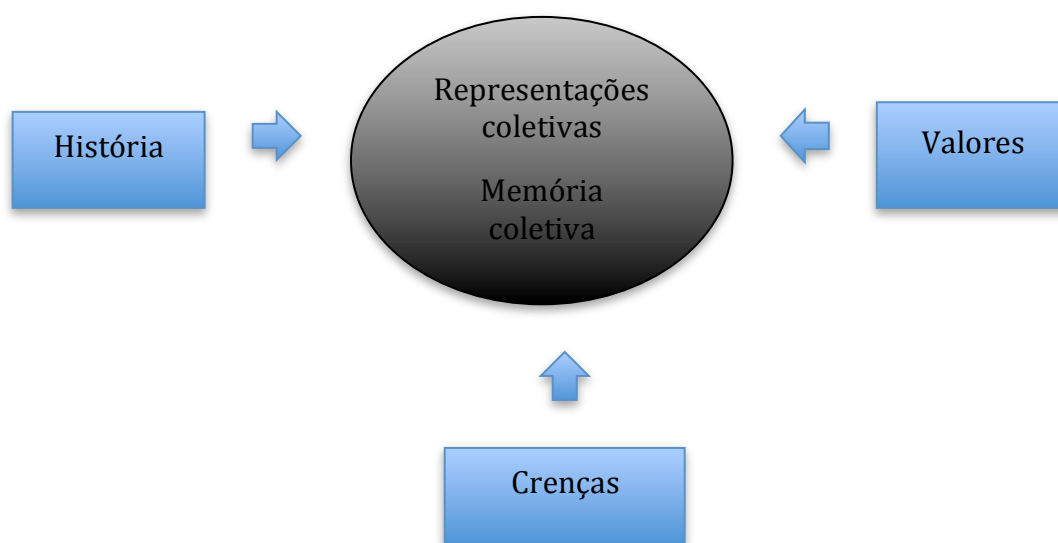 Representações
coletivas
Memória
coletiva
História
Valores
Crenças